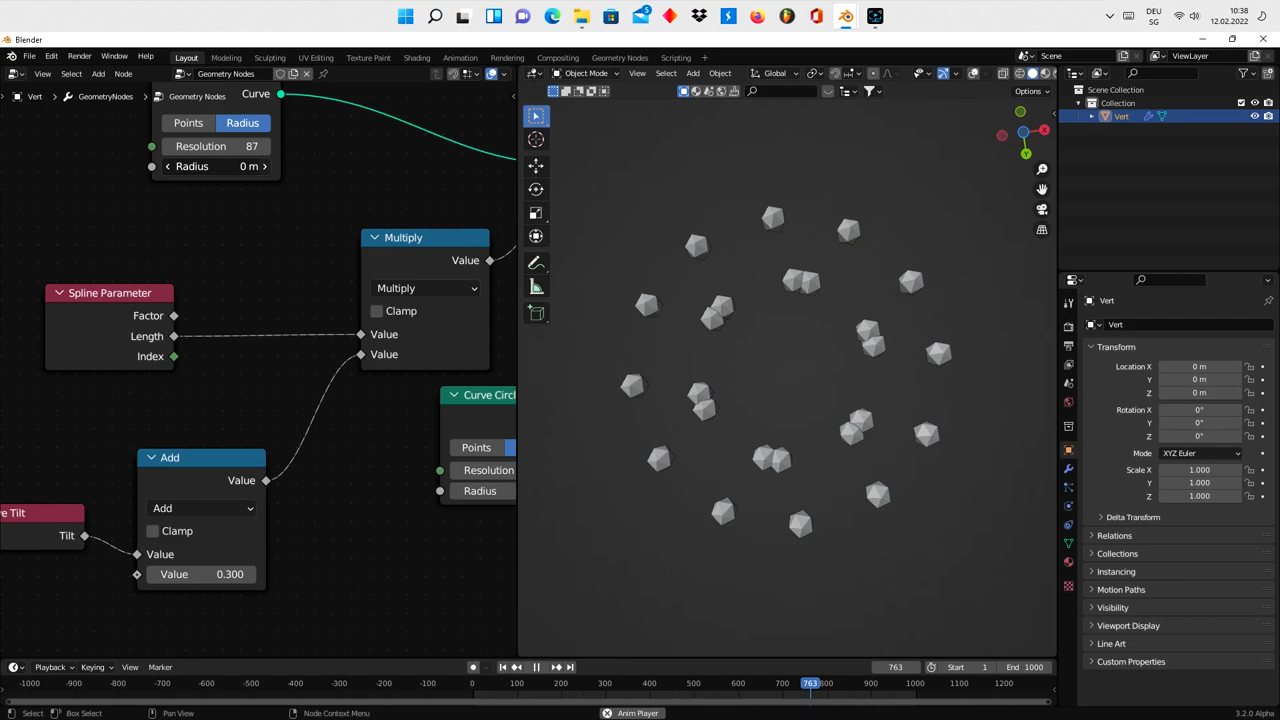 5
DEU 10:38
SG 12.02.2022
Blender
File Edit Render Window Help Layout Modeling Sculpting UV Editing Texture Paint Shading Animation Rendering Compositing Geometry Nodes Scripting Scene ViewLayer
View Select Add Node Geometry Nodes Object Mode View Select Add Object Global
Options
Vert > GeometryNodes > Geometry Nodes
Curve
Points Radius
Resolution 87
Radius 0 m
Multiply
Value
Multiply
Clamp
Value
Value
Spline Parameter
Factor
Length
Index
Curve Circl
Points
Resolution
Radius
Add
Value
Add
Clamp
Value
Value 0.300
e Tilt
Tilt
X
Y
Scene Collection
Collection
Vert
Vert
Vert
Transform
Location X 0 m
Y 0 m
Z 0 m
Rotation X 0°
Y 0°
Z 0°
Mode XYZ Euler
Scale X 1.000
Y 1.000
Z 1.000
Delta Transform
Relations
Collections
Instancing
Motion Paths
Visibility
Viewport Display
Line Art
Custom Properties
Playback Keying View Marker 763 Start 1 End 1000
-1000 -900 -800 -700 -600 -500 -400 -300 -200 -100 0 100 200 300 400 500 600 700 763 800 900 1000 1100 1200
Select Box Select Pan View Node Context Menu Anim Player 3.2.0 Alpha